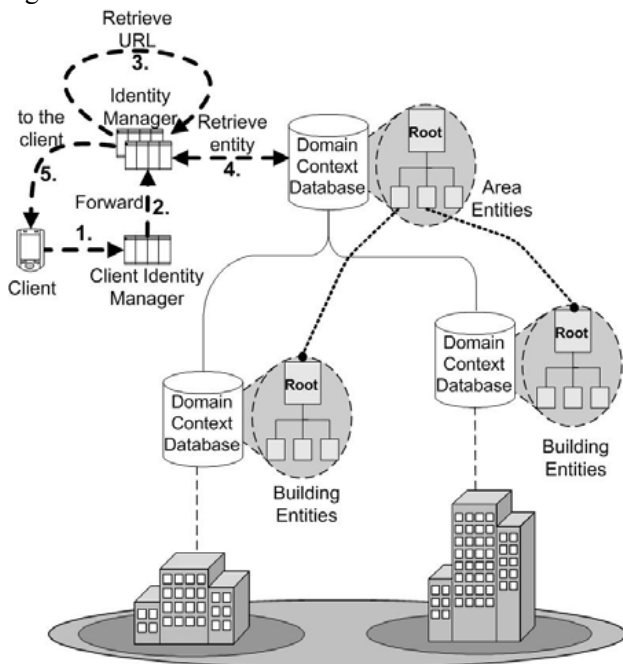 Retrieve
URL
3.
Identity
Manager
to the
client
Retrieve
entity
4.
5.
Forward
2.
1.
Client
Client Identity
Manager
Domain
Context
Database
Root
Area
Entities
Domain
Context
Database
Root
Building
Entities
Domain
Context
Database
Root
Building
Entities